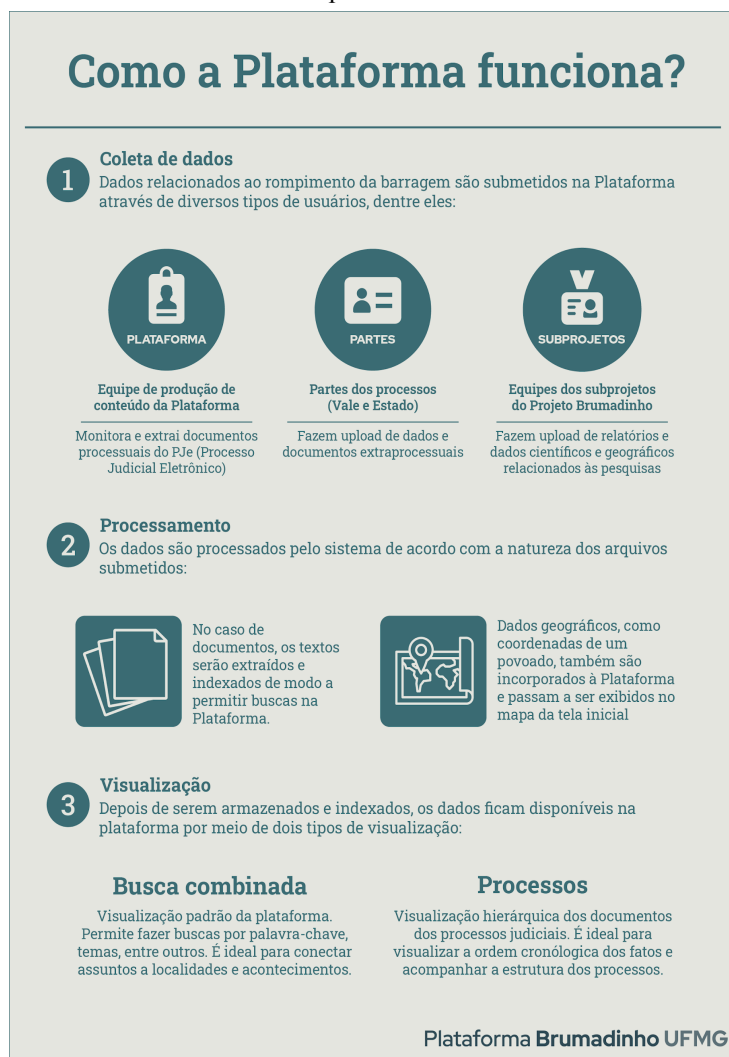 Como a Plataforma funciona?
1
Coleta de dados
Dados relacionados ao rompimento da barragem são submetidos na Plataforma
através de diversos tipos de usuários, dentre eles:
PLATAFORMA
Equipe de produção de
conteúdo da Plataforma
Monitora e extrai documentos
processuais do PJe (Processo
Judicial Eletrônico)
PARTES
Partes dos processos
(Vale e Estado)
Fazem upload de dados e
documentos extraprocessuais
SUBPROJETOS
Equipes dos subprojetos
do Projeto Brumadinho
Fazem upload de relatórios e
dados científicos e geográficos
relacionados às pesquisas
2
Processamento
Os dados são processados pelo sistema de acordo com a natureza dos arquivos
submetidos:
No caso de
documentos, os textos
serão extraídos e
indexados de modo a
permitir buscas na
Plataforma.
Dados geográficos, como
coordenadas de um
povoado, também são
incorporados à Plataforma
e passam a ser exibidos no
mapa da tela inicial
3
Visualização
Depois de serem armazenados e indexados, os dados ficam disponíveis na
plataforma por meio de dois tipos de visualização:
Busca combinada
Visualização padrão da plataforma.
Permite fazer buscas por palavra-chave,
temas, entre outros. É ideal para conectar
assuntos a localidades e acontecimentos.
Processos
Visualização hierárquica dos documentos
dos processos judiciais. É ideal para
visualizar a ordem cronólogica dos fatos e
acompanhar a estrutura dos processos.
Plataforma Brumadinho UFMG